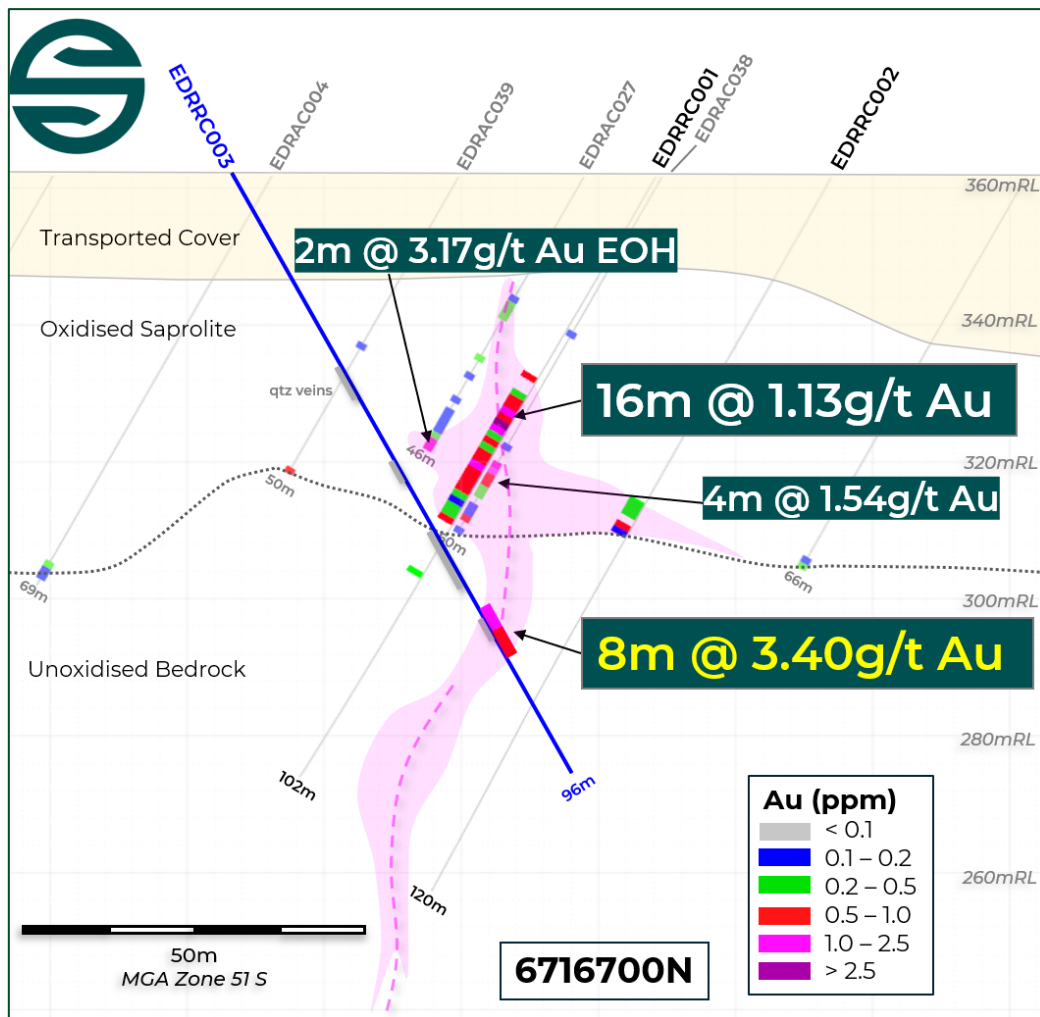 EDRRC003
EDRAC004
EDRAC039
EDRAC027
EDRRC001
EDRAC038
EDRRC002
360mRL
Transported Cover
2m @ 3.17g/t Au EOH
Oxidised Saprolite
340mRL
qtz veins
16m @ 1.13g/t Au
46m
320mRL
50m
4m @ 1.54g/t Au
66m
69m
300mRL
8m @ 3.40g/t Au
Unoxidised Bedrock
280mRL
102m
96m
120m
260mRL
Au (ppm)
< 0.1
0.1 – 0.2
0.2 – 0.5
0.5 – 1.0
1.0 – 2.5
> 2.5
50m
MGA Zone 51 S
6716700N